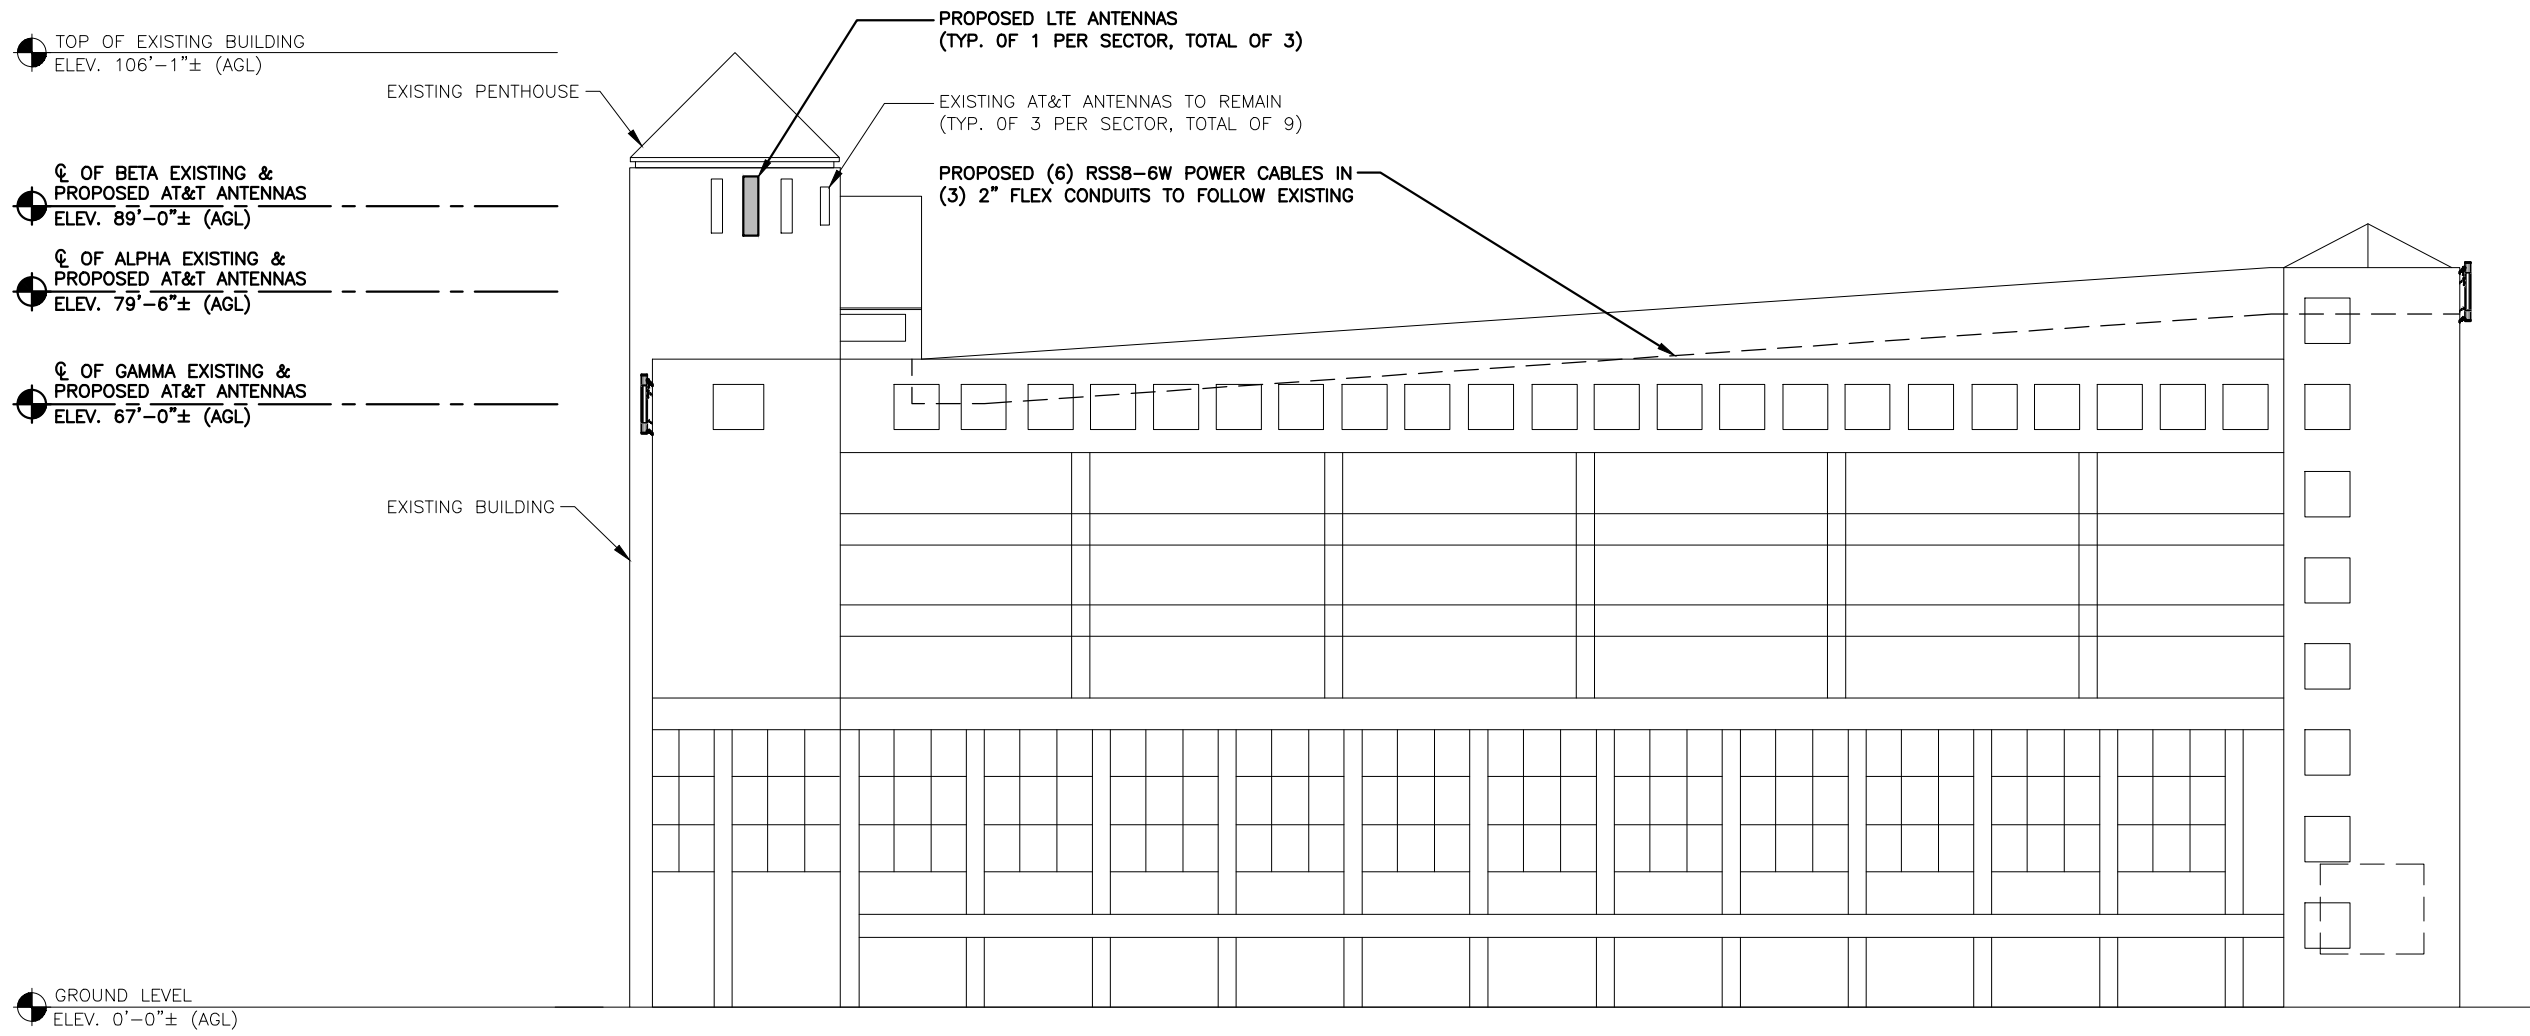 TOP OF EXISTING BUILDING
ELEV. 106'-1"± (AGL)
EXISTING PENTHOUSE
PROPOSED LTE ANTENNAS
(TYP. OF 1 PER SECTOR, TOTAL OF 3)
EXISTING AT&T ANTENNAS TO REMAIN
(TYP. OF 3 PER SECTOR, TOTAL OF 9)
PROPOSED (6) RSS8-6W POWER CABLES IN
(3) 2" FLEX CONDUITS TO FOLLOW EXISTING
℄ OF BETA EXISTING &
PROPOSED AT&T ANTENNAS
ELEV. 89'-0"± (AGL)
℄ OF ALPHA EXISTING &
PROPOSED AT&T ANTENNAS
ELEV. 79'-6"± (AGL)
℄ OF GAMMA EXISTING &
PROPOSED AT&T ANTENNAS
ELEV. 67'-0"± (AGL)
EXISTING BUILDING
GROUND LEVEL
ELEV. 0'-0"± (AGL)